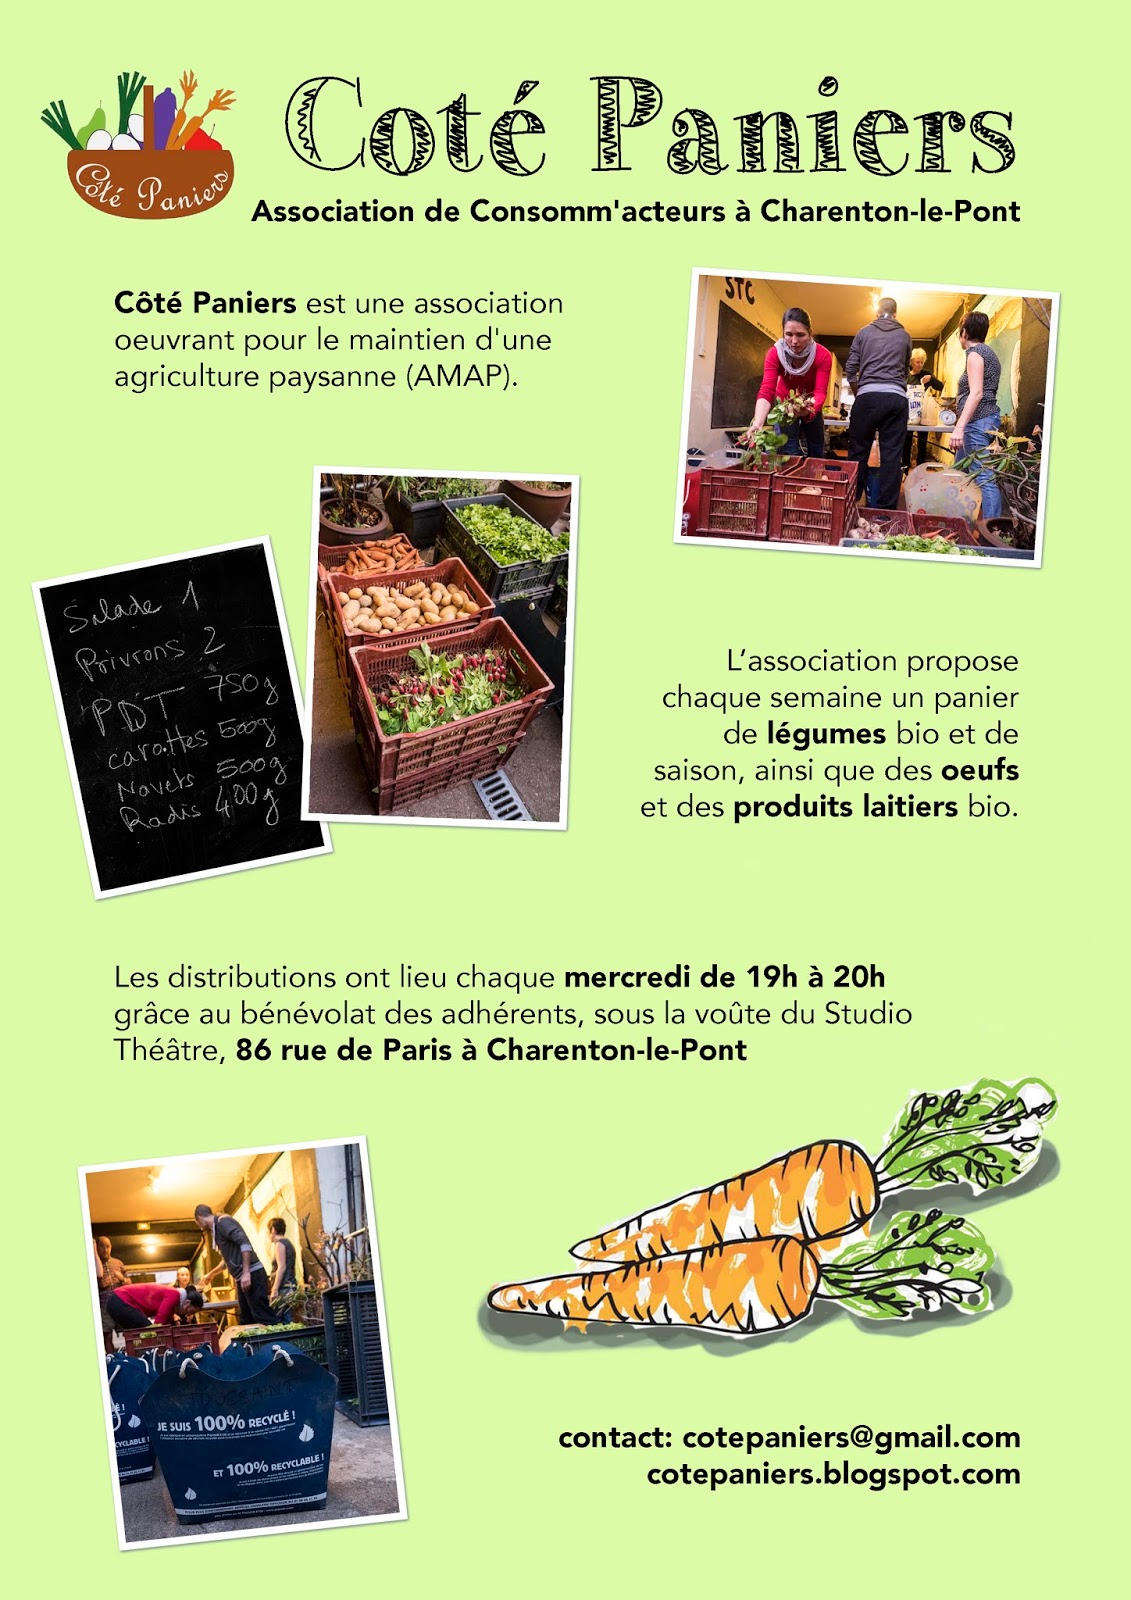 Côté Paniers
Coté Paniers
Association de Consomm'acteurs à Charenton-le-Pont
Côté Paniers est une association
oeuvrant pour le maintien d'une
agriculture paysanne (AMAP).
STC
Salade 1
Poivrons 2
PDT 750g
carottes 500g
Navets 500g
Radis 400g
L’association propose
chaque semaine un panier
de légumes bio et de
saison, ainsi que des oeufs
et des produits laitiers bio.
Les distributions ont lieu chaque mercredi de 19h à 20h
grâce au bénévolat des adhérents, sous la voûte du Studio
Théâtre, 86 rue de Paris à Charenton-le-Pont
JE SUIS 100% RECYCLÉ !
ET 100% RECYCLABLE !
contact: cotepaniers@gmail.com
cotepaniers.blogspot.com